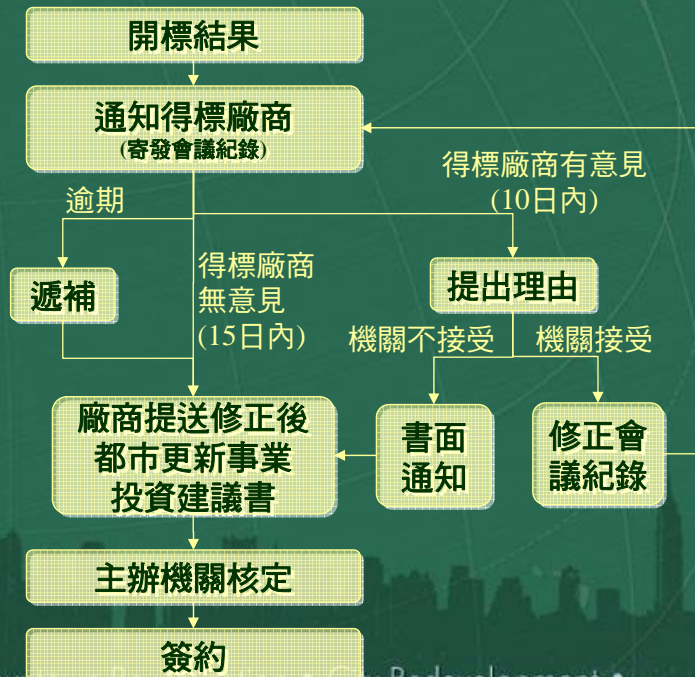 開標結果
通知得標廠商
(寄發會議紀錄)
得標廠商有意見
(10日內)
逾期
得標廠商
無意見
(15日內)
遞補
提出理由
機關不接受
機關接受
廠商提送修正後
都市更新事業
投資建議書
書面
通知
修正會
議紀錄
主辦機關核定
簽約
Redevelopment